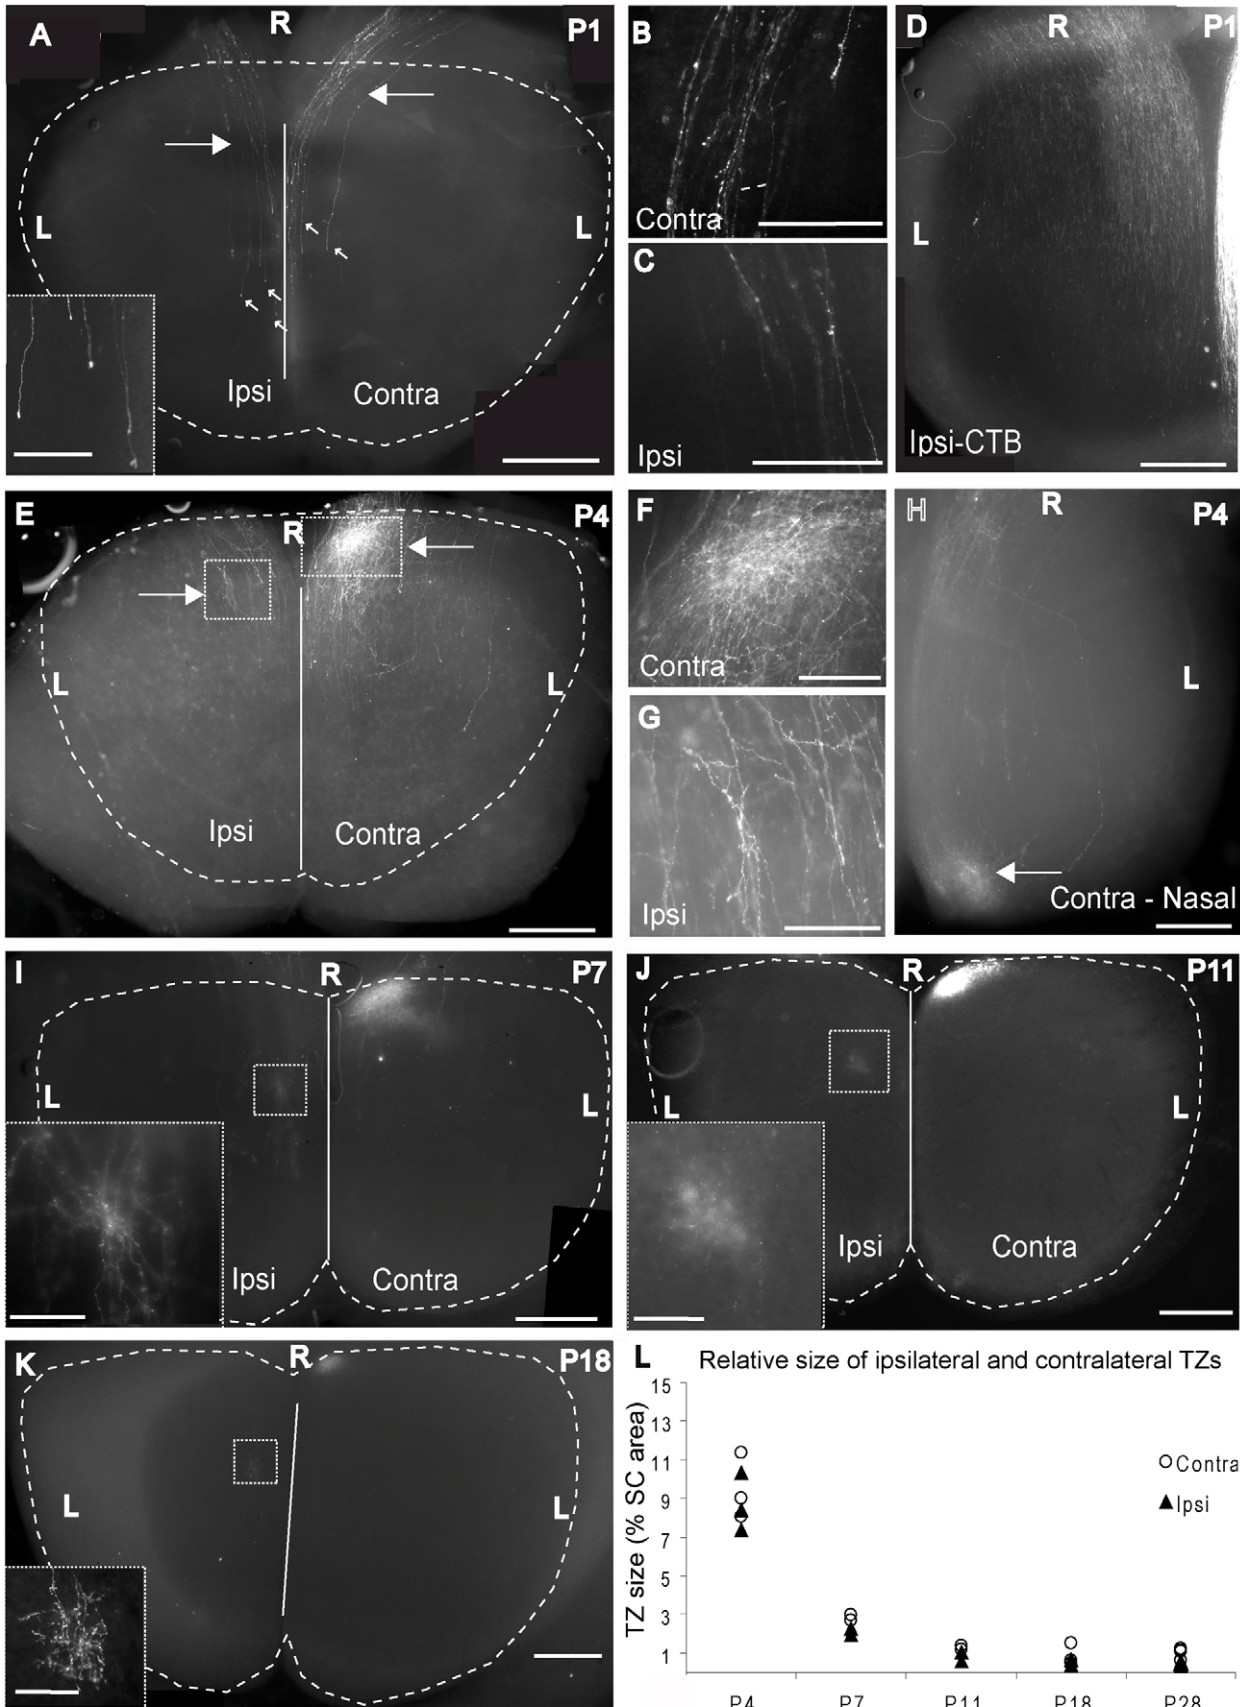 A
R
P1
L
L
Ipsi
Contra
B
Contra
C
Ipsi
D
R
P1
L
Ipsi-CTB
E
R
P4
L
L
Ipsi
Contra
F
Contra
G
Ipsi
H
R
P4
L
Contra - Nasal
I
R
P7
L
L
Ipsi
Contra
J
R
P11
L
L
Ipsi
Contra
K
R
P18
L
L
L
Relative size of ipsilateral and contralateral TZs
TZ size (% SC area)
15
13
11
9
7
5
3
1
Contra
Ipsi
P4
P7
P11
P18
P28